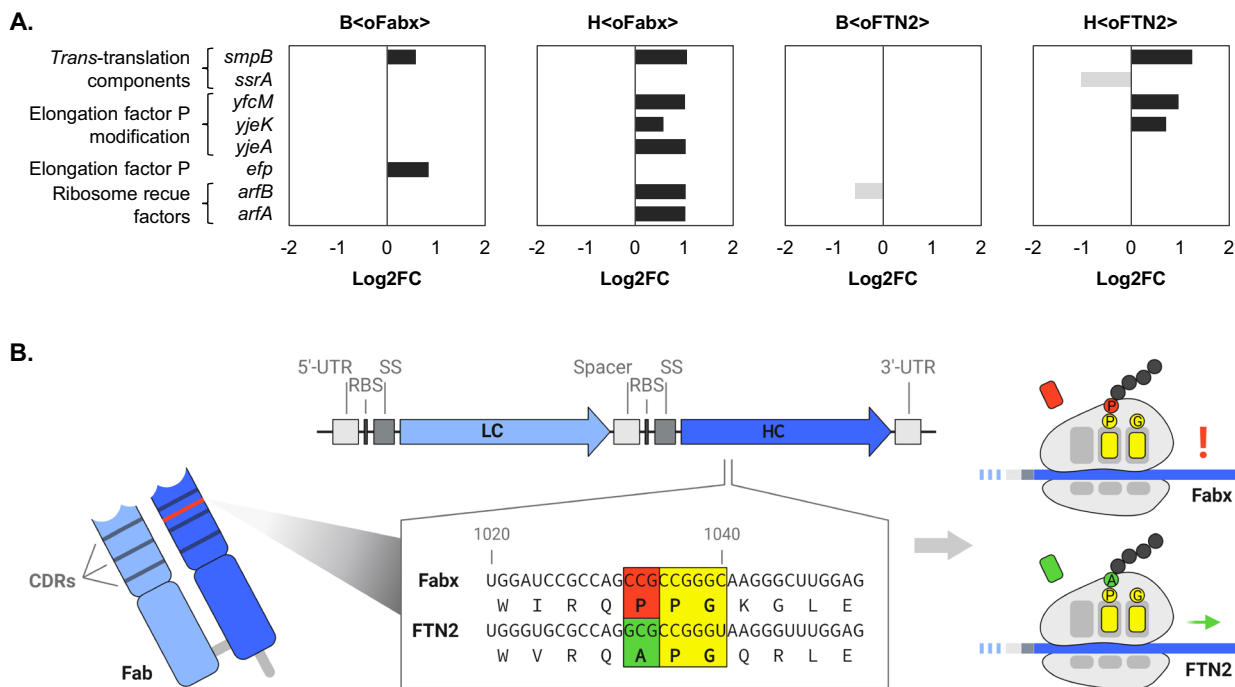 A.
B<oFabx>
H<oFabx>
B<oFTN2>
H<oFTN2>
Trans-translation
components
smpB
ssrA
Elongation factor P
modification
yfcM
yjeK
yjeA
Elongation factor P
efp
Ribosome recue
factors
arfB
arfA
-2 -1 0 1 2
-2 -1 0 1 2
-2 -1 0 1 2
-2 -1 0 1 2
Log2FC
Log2FC
Log2FC
Log2FC
B.
5'-UTR
RBS
SS
Spacer
RBS
SS
3'-UTR
LC
HC
CDRs
Fab
1020
1040
Fabx
UGGAUCCGCCAGCCGCCGGGCAAGGGCUUGGAG
W I R Q P P G K G L E
FTN2
UGGGUGCGCCAGGCGCCGGGUAAGGGUUUGGAG
W V R Q A P G Q R L E
P
P G
!
Fabx
A
P G
FTN2